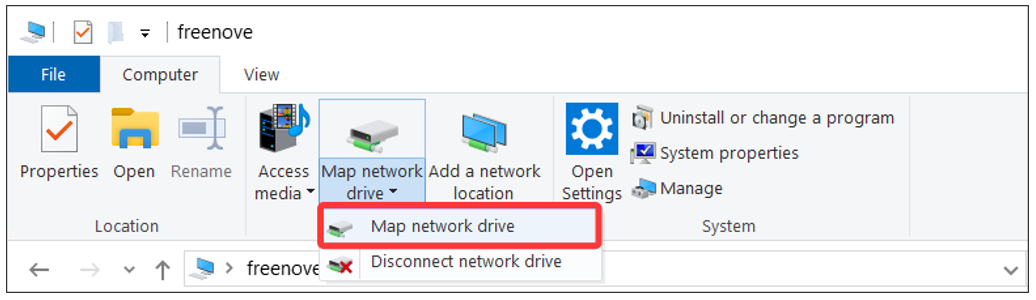 freenove
File Computer View
Properties Open Rename Access media Map network drive Add a network location Open Settings
Uninstall or change a program
System properties
Manage
Location System
Map network drive
Disconnect network drive
freenove